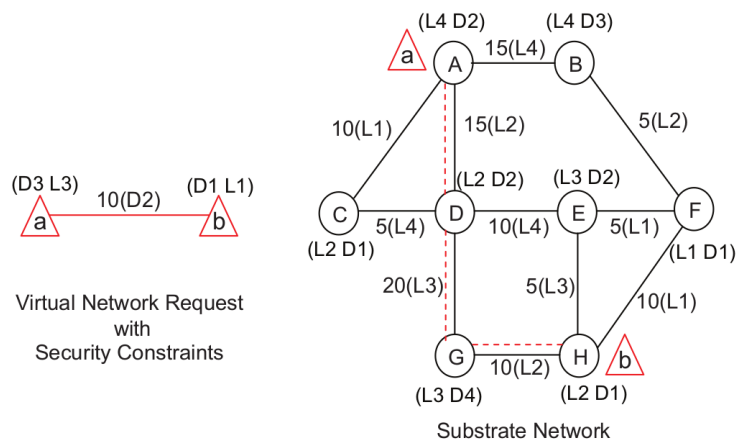 (L4 D2)
(L4 D3)
a
A
15(L4)
B
10(L1)
15(L2)
5(L2)
(D3 L3)
10(D2)
(D1 L1)
a
b
(L2 D2)
(L3 D2)
C
5(L4)
D
10(L4)
E
5(L1)
F
(L2 D1)
(L1 D1)
20(L3)
5(L3)
10(L1)
Virtual Network Request
with
Security Constraints
G
10(L2)
H
b
(L3 D4)
(L2 D1)
Substrate Network